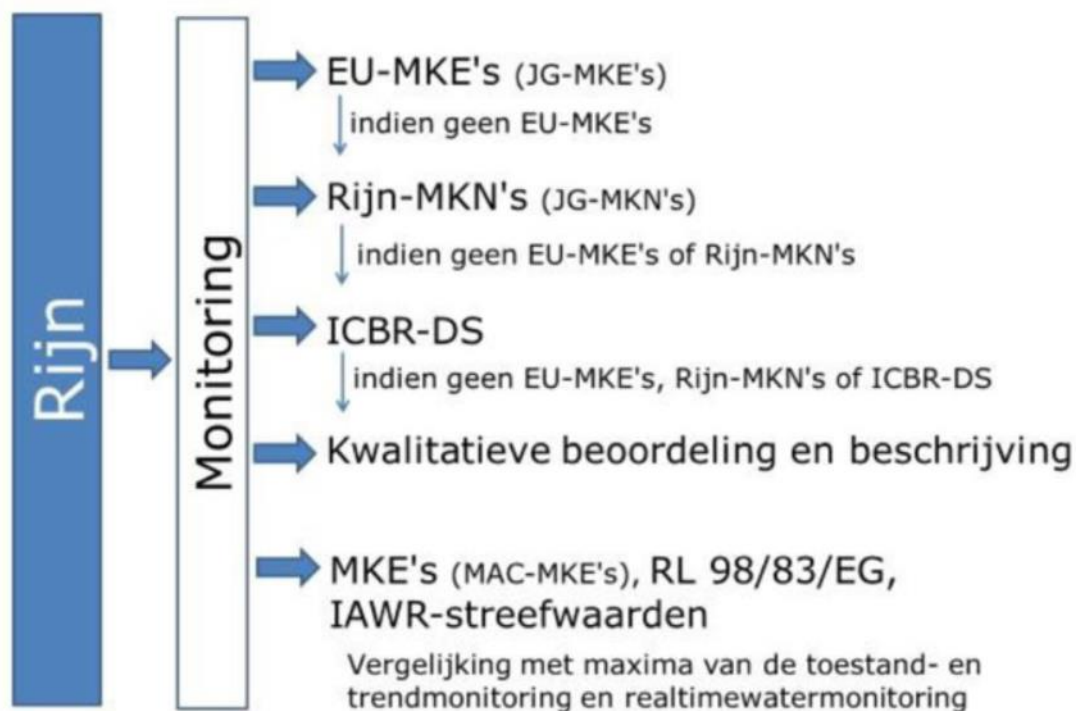 Rijn
Monitoring
EU-MKE's (JG-MKE's)
indien geen EU-MKE's
Rijn-MKN's (JG-MKN's)
indien geen EU-MKE's of Rijn-MKN's
ICBR-DS
indien geen EU-MKE's, Rijn-MKN's of ICBR-DS
Kwalitatieve beoordeling en beschrijving
MKE's (MAC-MKE's), RL 98/83/EG,
IAWR-streefwaarden
Vergelijking met maxima van de toestand- en
trendmonitoring en realtimewatermonitoring